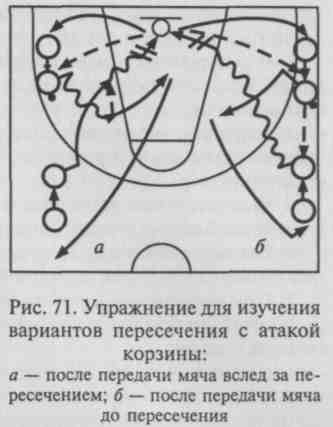 а
б
Рис. 71. Упражнение для изучения
вариантов пересечения с атакой
корзины:
а — после передачи мяча вслед за пе-
ресечением; б — после передачи мяча
до пересечения